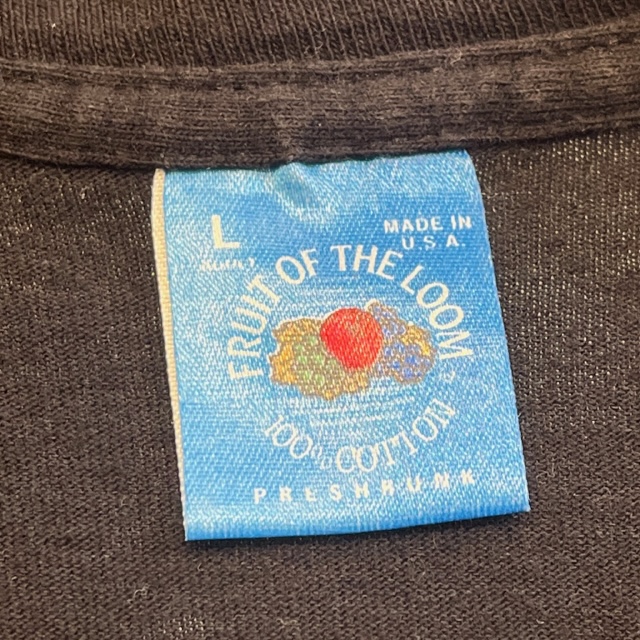 L
MADE IN
U.S.A.
FRUIT OF THE LOOM
100% COTTON
PRESHRUNK